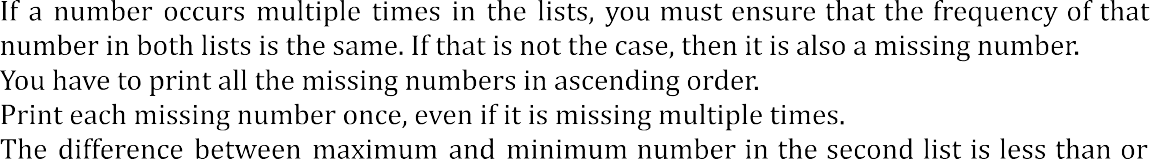 If a number occurs multiple times in the lists, you must ensure that the frequency of that
number in both lists is the same. If that is not the case, then it is also a missing number.
You have to print all the missing numbers in ascending order.
Print each missing number once, even if it is missing multiple times.
The difference between maximum and minimum number in the second list is less than or